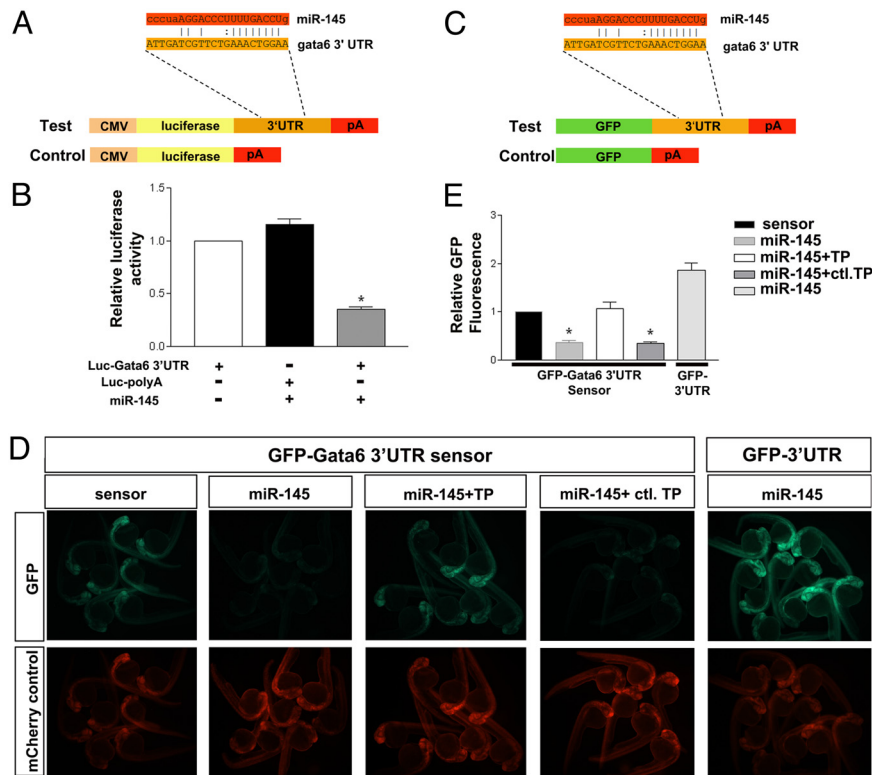 A
cccuaAGGACCCUUUUGACCUg miR-145
ATTGATCGTTCTGAAACTGGAA gata6 3' UTR
Test CMV luciferase 3'UTR pA
Control CMV luciferase pA
C
cccuaAGGACCCUUUUGACCUg miR-145
ATTGATCGTTCTGAAACTGGAA gata6 3' UTR
Test GFP 3'UTR pA
Control GFP pA
B
Relative luciferase
activity
1.5
1.0
0.5
0.0
*
Luc-Gata6 3'UTR + - +
Luc-polyA - + -
miR-145 - + +
E
Relative GFP
Fluorescence
3
2
1
0
*
*
GFP-Gata6 3'UTR
Sensor
GFP-
3'UTR
sensor
miR-145
miR-145+TP
miR-145+ctl.TP
miR-145
D
GFP-Gata6 3'UTR sensor
GFP-3'UTR
sensor
miR-145
miR-145+TP
miR-145+ ctl. TP
miR-145
GFP
mCherry control